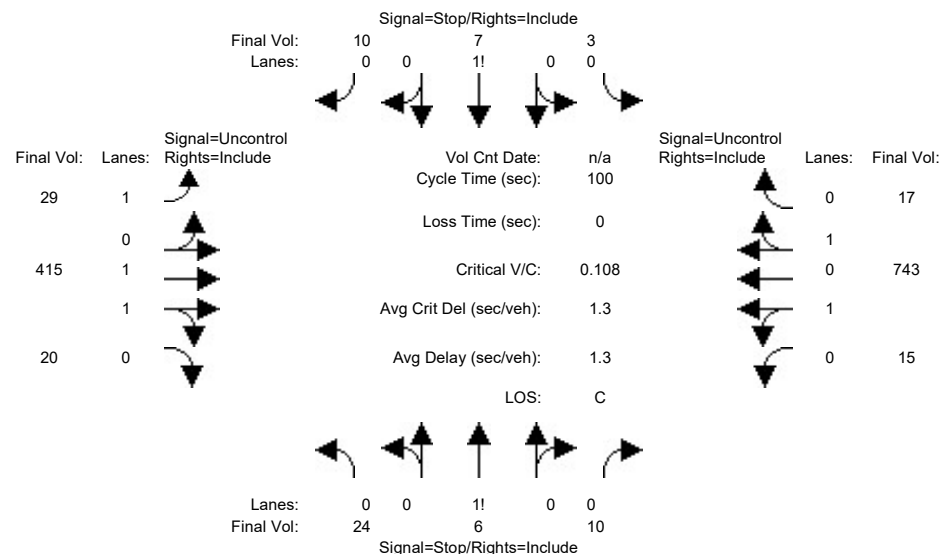 Signal=Stop/Rights=Include
Final Vol: 10 7 3
Lanes: 0 0 1! 0 0
Signal=Uncontrol Signal=Uncontrol
Final Vol: Lanes: Rights=Include Vol Cnt Date: n/a Rights=Include Lanes: Final Vol:
Cycle Time (sec): 100
29 1 0 17
Loss Time (sec): 0
0 1
415 1 Critical V/C: 0.108 0 743
1 Avg Crit Del (sec/veh): 1.3 1
20 0 Avg Delay (sec/veh): 1.3 0 15
LOS: C
Lanes: 0 0 1! 0 0
Final Vol: 24 6 10
Signal=Stop/Rights=Include